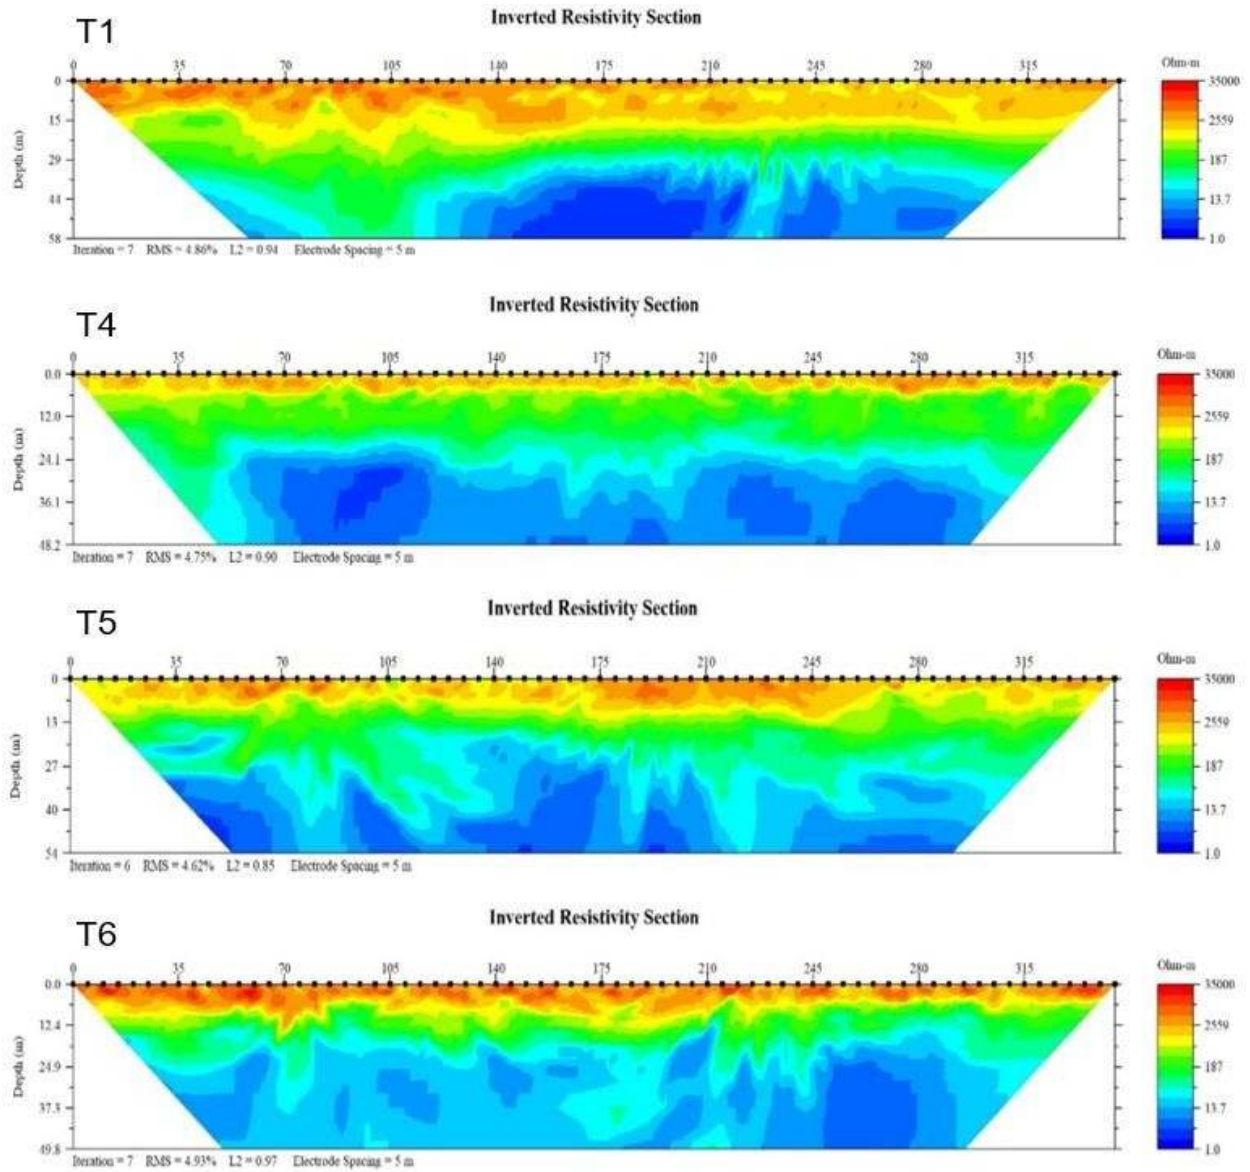 T1
Inverted Resistivity Section
0 35 70 105 140 175 210 245 280 315
Ohm-m
Depth (m)
0
15
29
44
58
35000
2559
187
13.7
1.0
Iteration = 7 RMS = 4.86% L2 = 0.94 Electrode Spacing = 5 m
T4
Inverted Resistivity Section
0 35 70 105 140 175 210 245 280 315
Ohm-m
Depth (m)
0.0
12.0
24.1
36.1
48.2
35000
2559
187
13.7
1.0
Iteration = 7 RMS = 4.75% L2 = 0.90 Electrode Spacing = 5 m
T5
Inverted Resistivity Section
0 35 70 105 140 175 210 245 280 315
Ohm-m
Depth (m)
0
13
27
40
54
35000
2559
187
13.7
1.0
Iteration = 6 RMS = 4.62% L2 = 0.85 Electrode Spacing = 5 m
T6
Inverted Resistivity Section
0 35 70 105 140 175 210 245 280 315
Ohm-m
Depth (m)
0.0
12.4
24.9
37.3
49.8
35000
2559
187
13.7
1.0
Iteration = 7 RMS = 4.93% L2 = 0.97 Electrode Spacing = 5 m